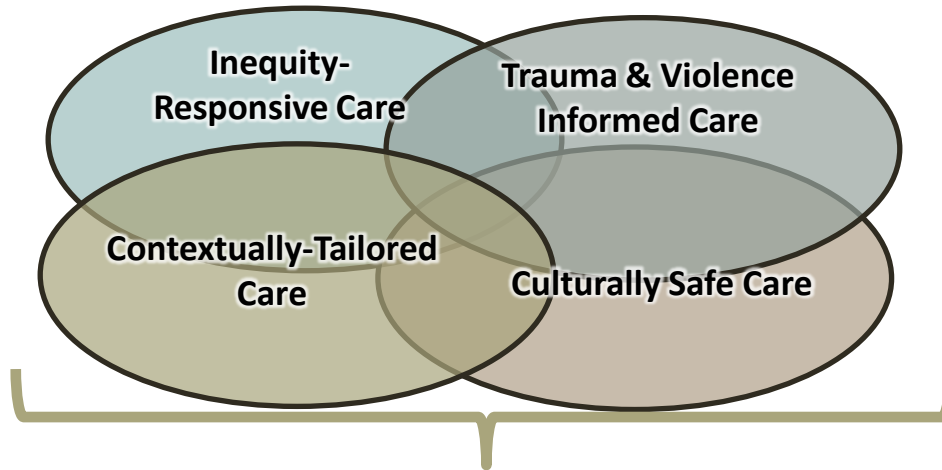 Inequity-
Responsive Care
Trauma & Violence
Informed Care
Contextually-Tailored
Care
Culturally Safe Care